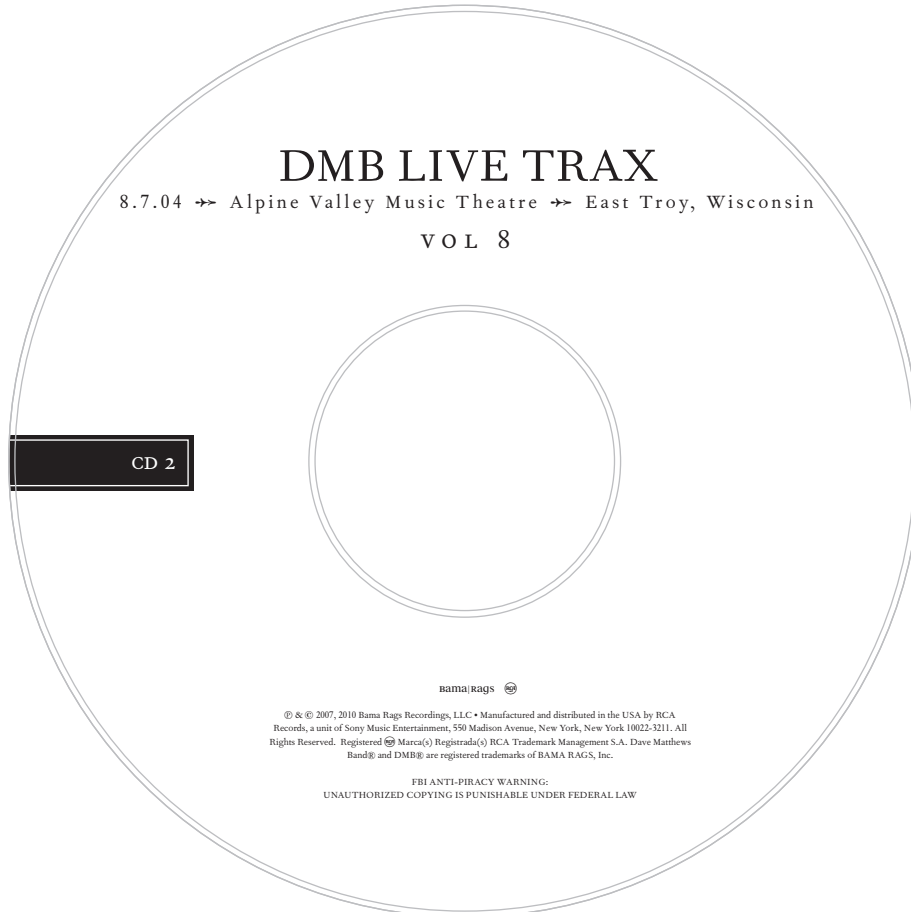 DMB LIVE TRAX
8.7.04 ➳ Alpine Valley Music Theatre ➳ East Troy, Wisconsin
VOL 8
CD 2
Bama|Rags RCA
℗ & © 2007, 2010 Bama Rags Recordings, LLC • Manufactured and distributed in the USA by RCA
Records, a unit of Sony Music Entertainment, 550 Madison Avenue, New York, New York 10022-3211. All
Rights Reserved. Registered RCA Marca(s) Registrada(s) RCA Trademark Management S.A. Dave Matthews
Band® and DMB® are registered trademarks of BAMA RAGS, Inc.
FBI ANTI-PIRACY WARNING:
UNAUTHORIZED COPYING IS PUNISHABLE UNDER FEDERAL LAW